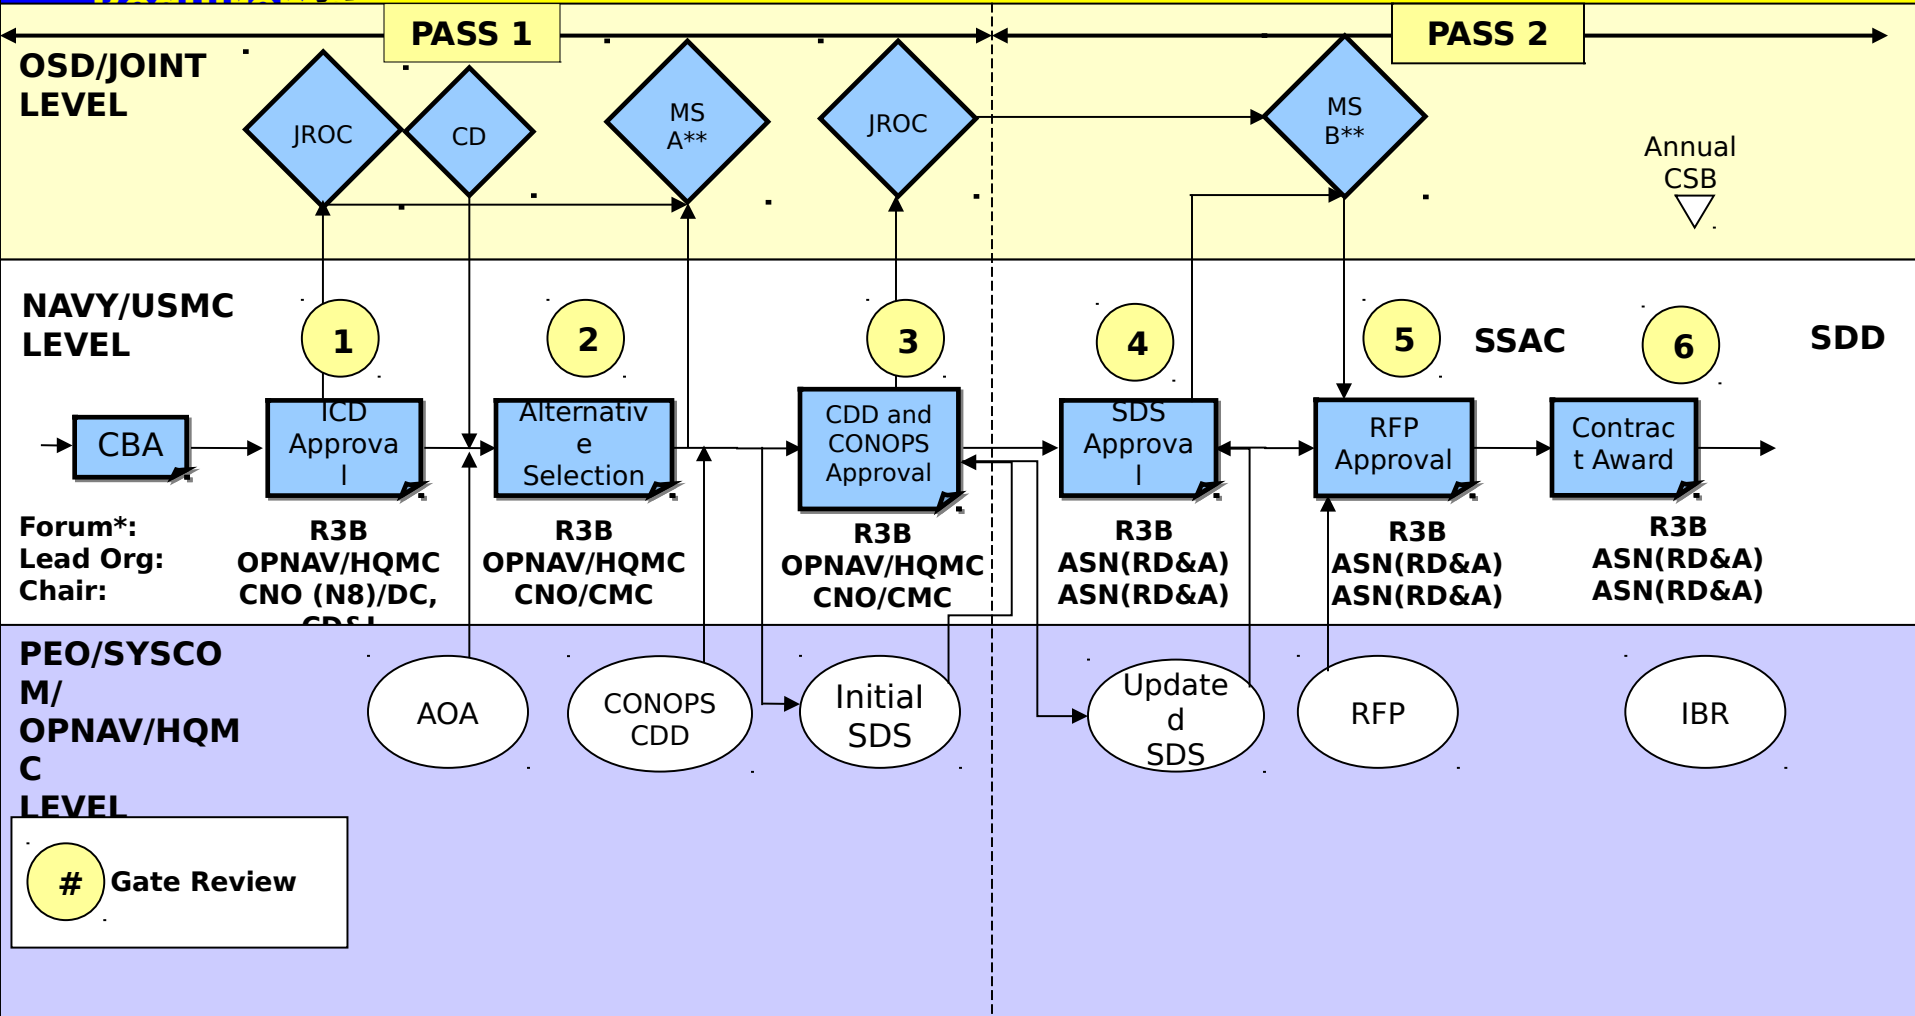 PASS 1
PASS 2
OSD/JOINT
LEVEL
JROC
CD
MS
A**
JROC
MS
B**
Annual
CSB
NAVY/USMC
LEVEL
1
2
3
4
5
SSAC
6
SDD
CBA
ICD
Approva
l
Alternativ
e
Selection
CDD and
CONOPS
Approval
SDS
Approva
l
RFP
Approval
Contrac
t Award
Forum*:
Lead Org:
Chair:
R3B
OPNAV/HQMC
CNO (N8)/DC,
R3B
OPNAV/HQMC
CNO/CMC
R3B
OPNAV/HQMC
CNO/CMC
R3B
ASN(RD&A)
ASN(RD&A)
R3B
ASN(RD&A)
ASN(RD&A)
R3B
ASN(RD&A)
ASN(RD&A)
PEO/SYSCO
M/
OPNAV/HQM
C
LEVEL
AOA
CONOPS
CDD
Initial
SDS
Update
d
SDS
RFP
IBR
#
Gate Review